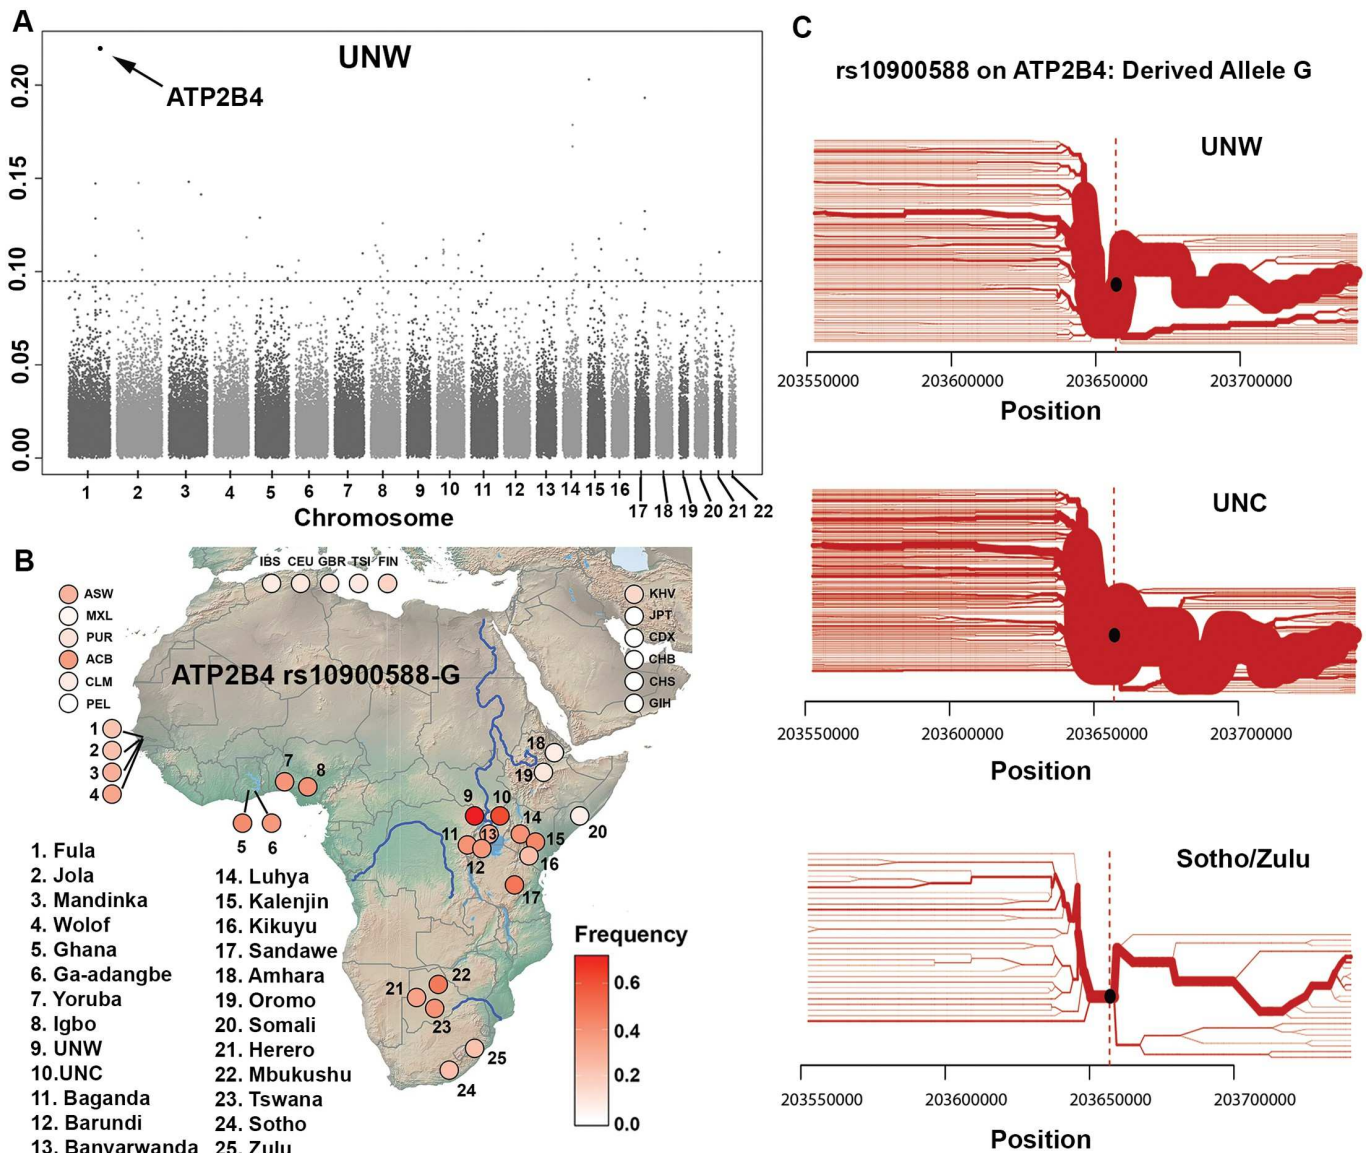 A
UNW
ATP2B4
0.20
0.15
0.10
0.05
0.00
1 2 3 4 5 6 7 8 9 10 11 12 13 14 15 16
17 18 19 20 21 22
Chromosome
B
IBS CEU GBR TSI FIN
ASW
MXL
PUR
ACB
CLM
PEL
KHV
JPT
CDX
CHB
CHS
GIH
ATP2B4 rs10900588-G
1
2
3
4
5
6
7
8
9
10
11
12
13
14
15
16
17
18
19
20
21
22
23
24
25
1. Fula
2. Jola
3. Mandinka
4. Wolof
5. Ghana
6. Ga-adangbe
7. Yoruba
8. Igbo
9. UNW
10.UNC
11. Baganda
12. Barundi
13. Banyarwanda
14. Luhya
15. Kalenjin
16. Kikuyu
17. Sandawe
18. Amhara
19. Oromo
20. Somali
21. Herero
22. Mbukushu
23. Tswana
24. Sotho
25. Zulu
Frequency
0.6
0.4
0.2
0.0
C
rs10900588 on ATP2B4: Derived Allele G
UNW
203550000 203600000 203650000 203700000
Position
UNC
203550000 203600000 203650000 203700000
Position
Sotho/Zulu
203550000 203600000 203650000 203700000
Position